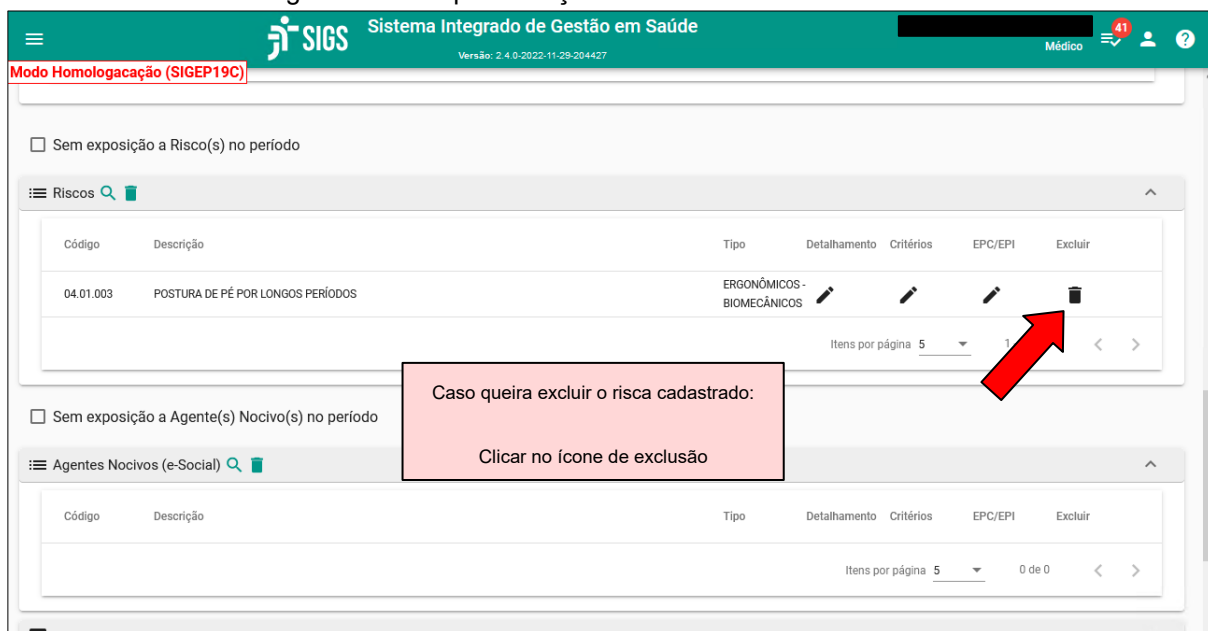 SIGS
Sistema Integrado de Gestão em Saúde
Versão: 2.4.0-2022-11-29-204427
Médico
41
?
Modo Homologacação (SIGEP19C)
Sem exposição a Risco(s) no período
Riscos
Código Descrição Tipo Detalhamento Critérios EPC/EPI Excluir
04.01.003 POSTURA DE PÉ POR LONGOS PERÍODOS ERGONÔMICOS -
BIOMECÂNICOS
Itens por página 5 1
Caso queira excluir o risca cadastrado:
Clicar no ícone de exclusão
Sem exposição a Agente(s) Nocivo(s) no período
Agentes Nocivos (e-Social)
Código Descrição Tipo Detalhamento Critérios EPC/EPI Excluir
Itens por página 5 0 de 0